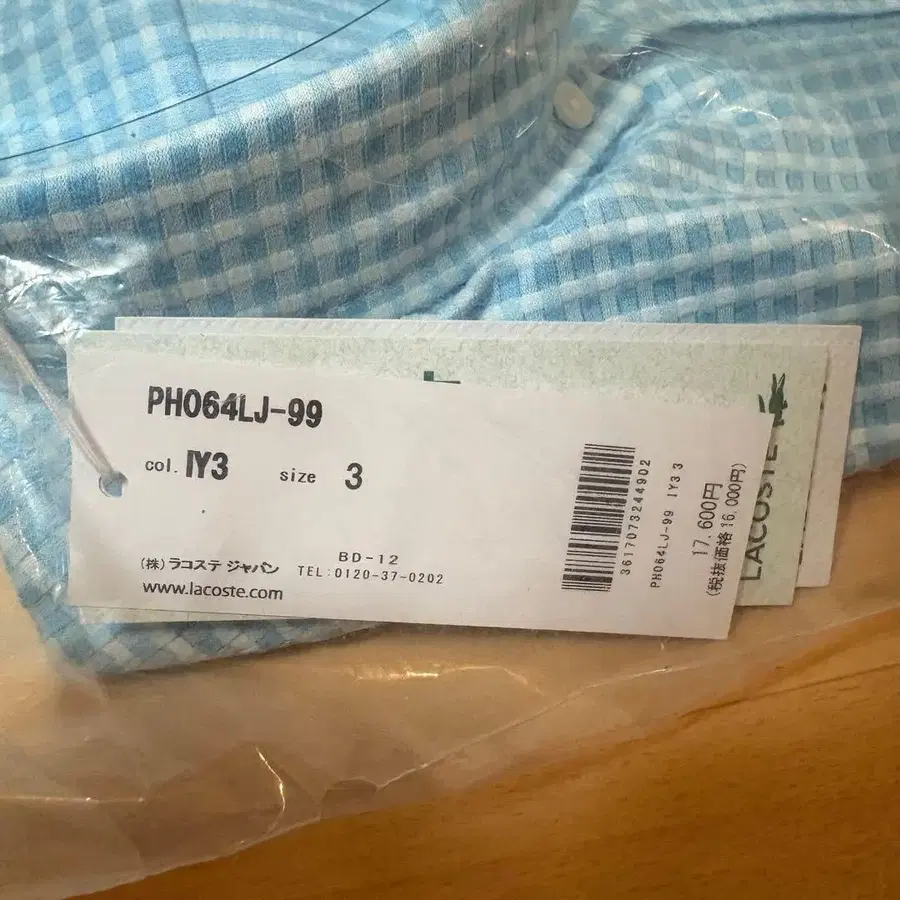 PH064LJ-99
col. IY3 size 3
(株)ラコステ ジャパン BD-12
TEL:0120-37-0202
www.lacoste.com
3617073244902
PH064LJ-99 IY3 3
17.600円
(税抜価格16,000円)
LACOSTE